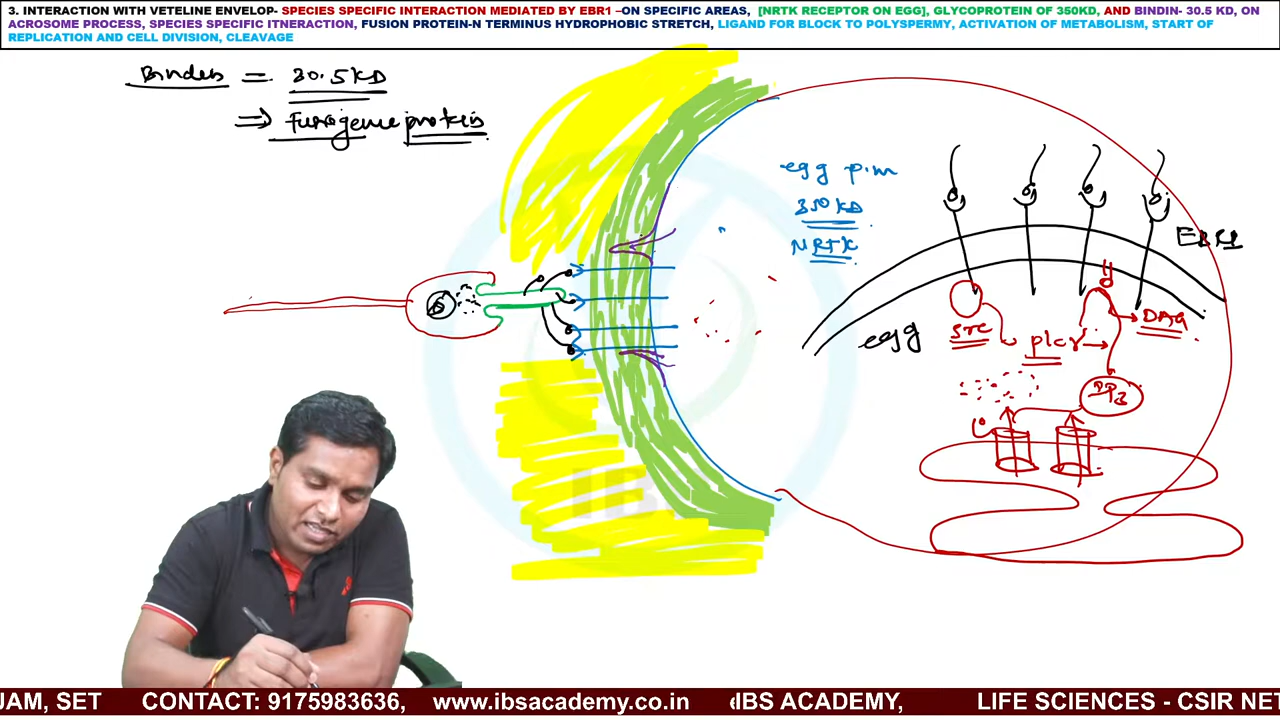 3. INTERACTION WITH VETELINE ENVELOP- SPECIES SPECIFIC INTERACTION MEDIATED BY EBR1 –ON SPECIFIC AREAS, [NRTK RECEPTOR ON EGG], GLYCOPROTEIN OF 350KD, AND BINDIN- 30.5 KD, ON
ACROSOME PROCESS, SPECIES SPECIFIC ITNERACTION, FUSION PROTEIN-N TERMINUS HYDROPHOBIC STRETCH, LIGAND FOR BLOCK TO POLYSPERMY, ACTIVATION OF METABOLISM, START OF
REPLICATION AND CELL DIVISION, CLEAVAGE
= 30.5KD
⇒ protein
egg p.m
350 KD
NRTK
EBR1
egg
src
plcγ
DAG
IP3
IBS
JAM, SET CONTACT: 9175983636, www.ibsacademy.co.in IBS ACADEMY, LIFE SCIENCES - CSIR NET